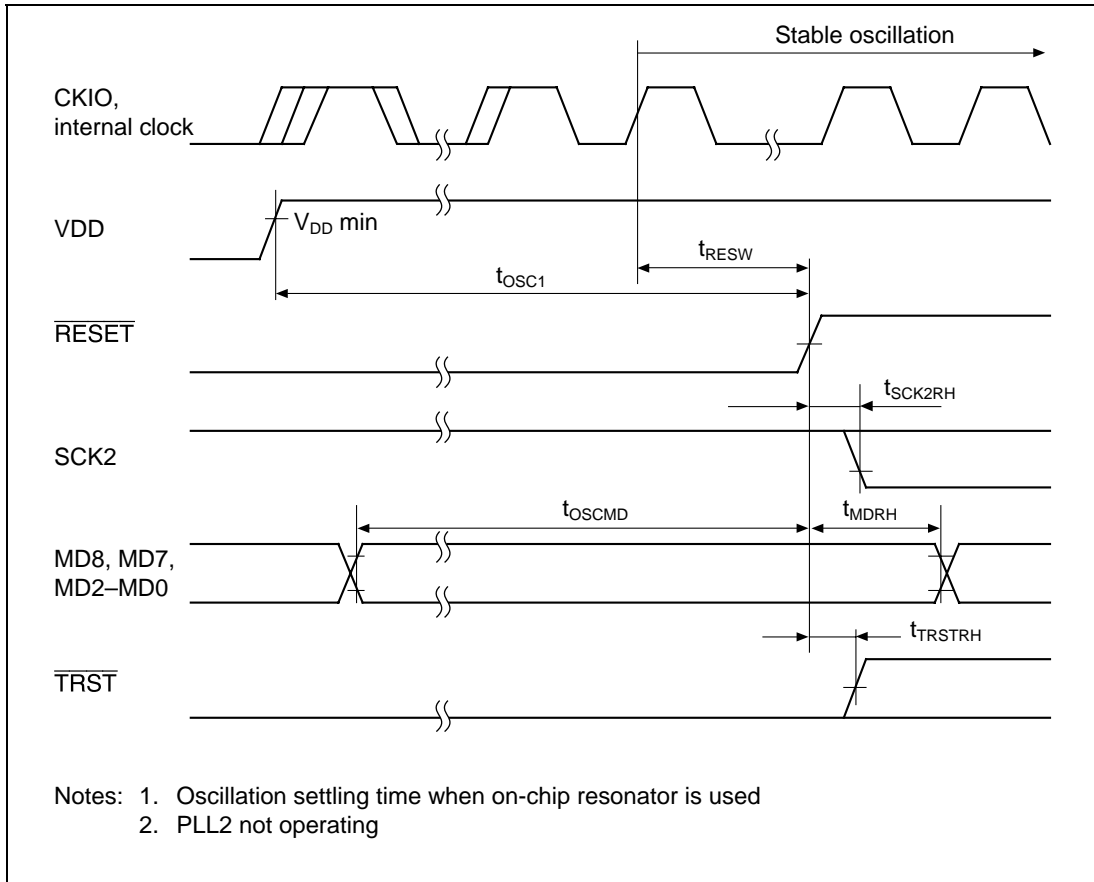 Stable oscillation
CKIO,
internal clock
VDD
VDD min
tRESW
tOSC1
RESET
tSCK2RH
SCK2
tOSCMD
tMDRH
MD8, MD7,
MD2–MD0
tTRSTRH
TRST
Notes: 1. Oscillation settling time when on-chip resonator is used
2. PLL2 not operating